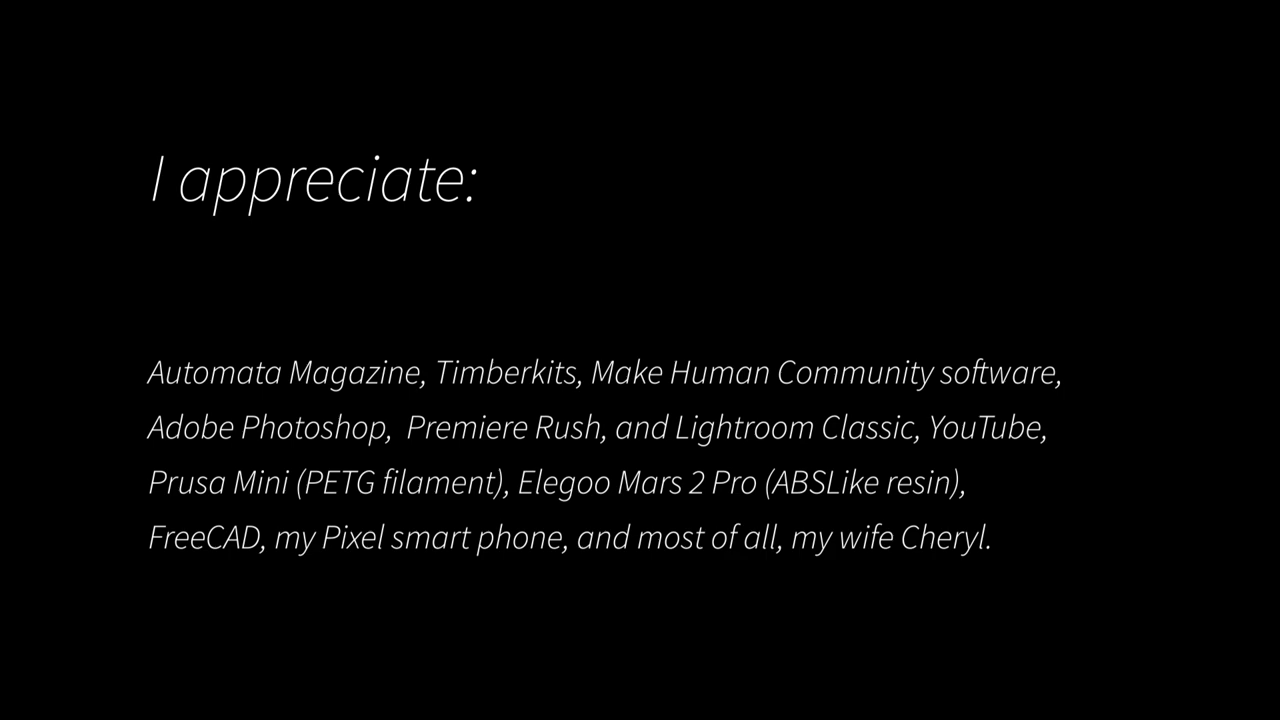 I appreciate:
Automata Magazine, Timberkits, Make Human Community software,
Adobe Photoshop,  Premiere Rush, and Lightroom Classic, YouTube,
Prusa Mini (PETG filament), Elegoo Mars 2 Pro (ABSLike resin),
FreeCAD, my Pixel smart phone, and most of all, my wife Cheryl.